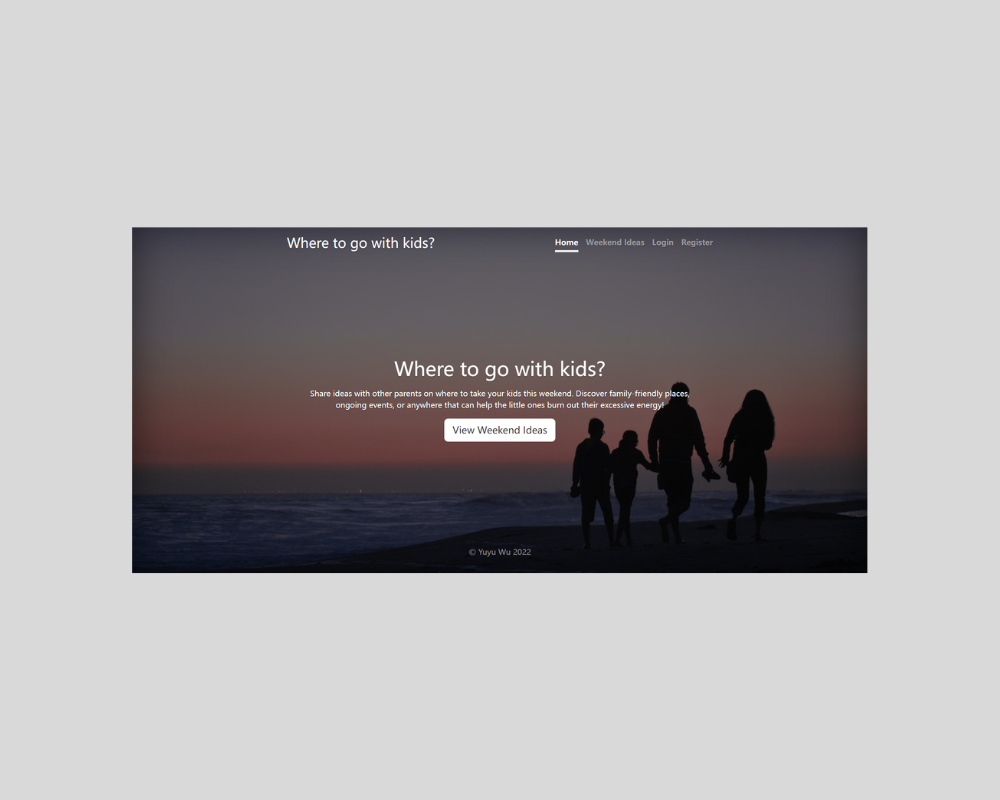 Where to go with kids?
Home Weekend Ideas Login Register
Where to go with kids?
Share ideas with other parents on where to take your kids this weekend. Discover family-friendly places,
ongoing events, or anywhere that can help the little ones burn out their excessive energy!
View Weekend Ideas
© Yuyu Wu 2022